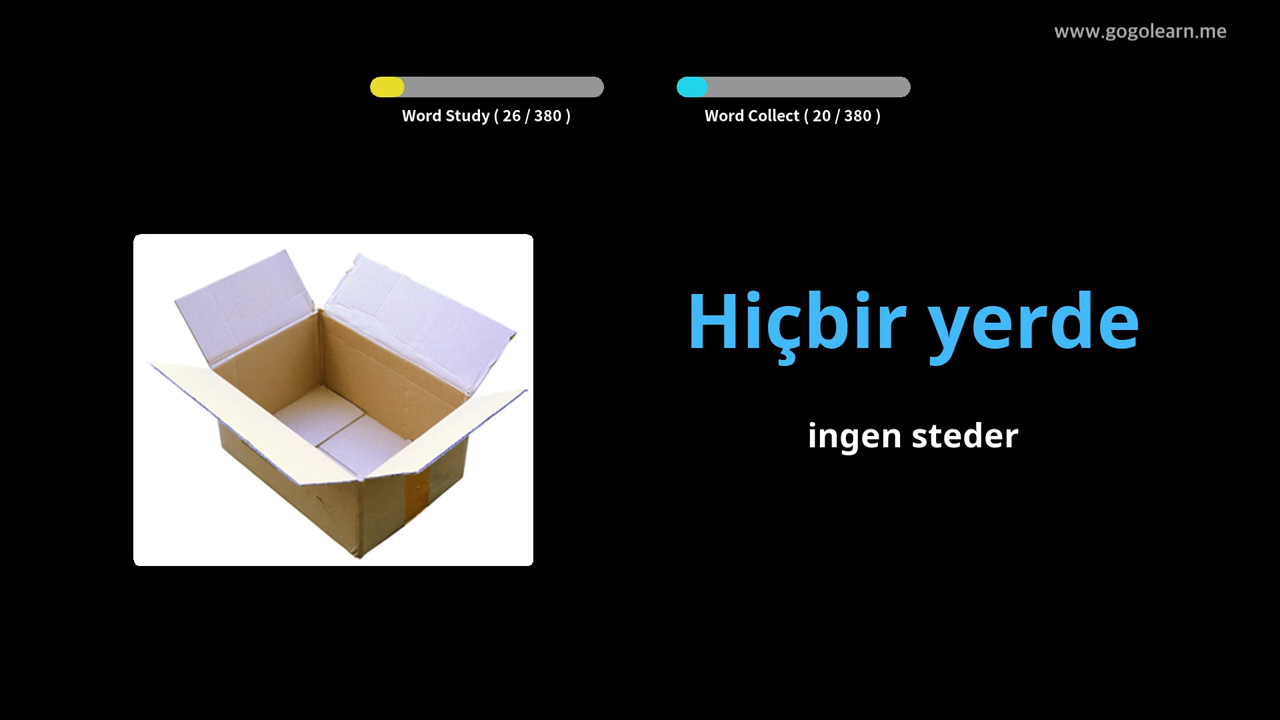 www.gogolearn.me
Word Study ( 26 / 380 )
Word Collect ( 20 / 380 )
Hiçbir yerde
ingen steder